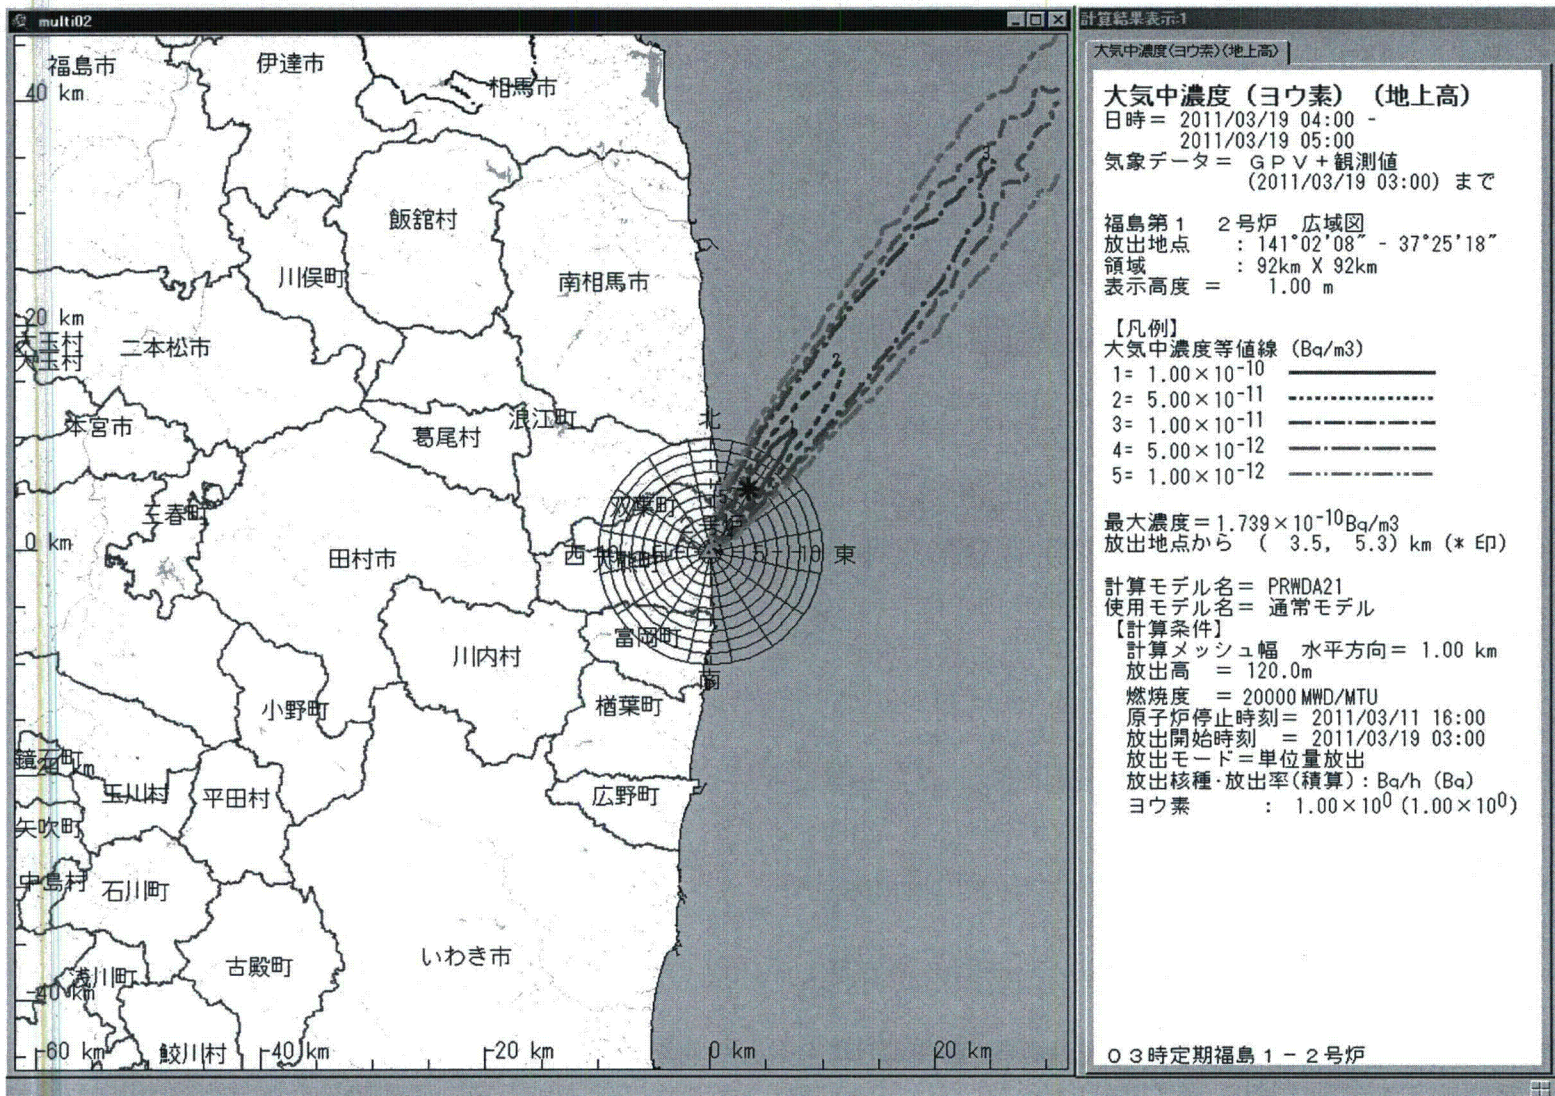 multi02
福島市
伊達市
相馬市
40 km
飯舘村
川俣町
南相馬市
20 km
大玉村
大玉村
二本松市
本宮市
葛尾村
浪江町
北
三春町
双葉町
0 km
田村市
西
東
富岡町
川内村
南
小野町
楢葉町
鏡石町
玉川村
平田村
広野町
矢吹町
中島村
石川町
いわき市
古殿町
浅川町
-40 km
鮫川村
-60 km
-40 km
-20 km
0 km
20 km
3
2
1
計算結果表示:1
大気中濃度(ヨウ素)(地上高)
大気中濃度(ヨウ素) (地上高)
日時= 2011/03/19 04:00 -
2011/03/19 05:00
気象データ= GPV+観測値
(2011/03/19 03:00) まで
福島第1 2号炉 広域図
放出地点 : 141°02'08" - 37°25'18"
領域 : 92km X 92km
表示高度 = 1.00 m
【凡例】
大気中濃度等値線 (Bq/m3)
1= 1.00×10-10
2= 5.00×10-11
3= 1.00×10-11
4= 5.00×10-12
5= 1.00×10-12
最大濃度=1.739×10-10Bq/m3
放出地点から ( 3.5, 5.3) km (* 印)
計算モデル名= PRWDA21
使用モデル名= 通常モデル
【計算条件】
計算メッシュ幅 水平方向= 1.00 km
放出高 = 120.0m
燃焼度 = 20000MWD/MTU
原子炉停止時刻= 2011/03/11 16:00
放出開始時刻 = 2011/03/19 03:00
放出モード=単位量放出
放出核種・放出率(積算):Bq/h (Bq)
ヨウ素 : 1.00×100 (1.00×100)
03時定期福島1-2号炉